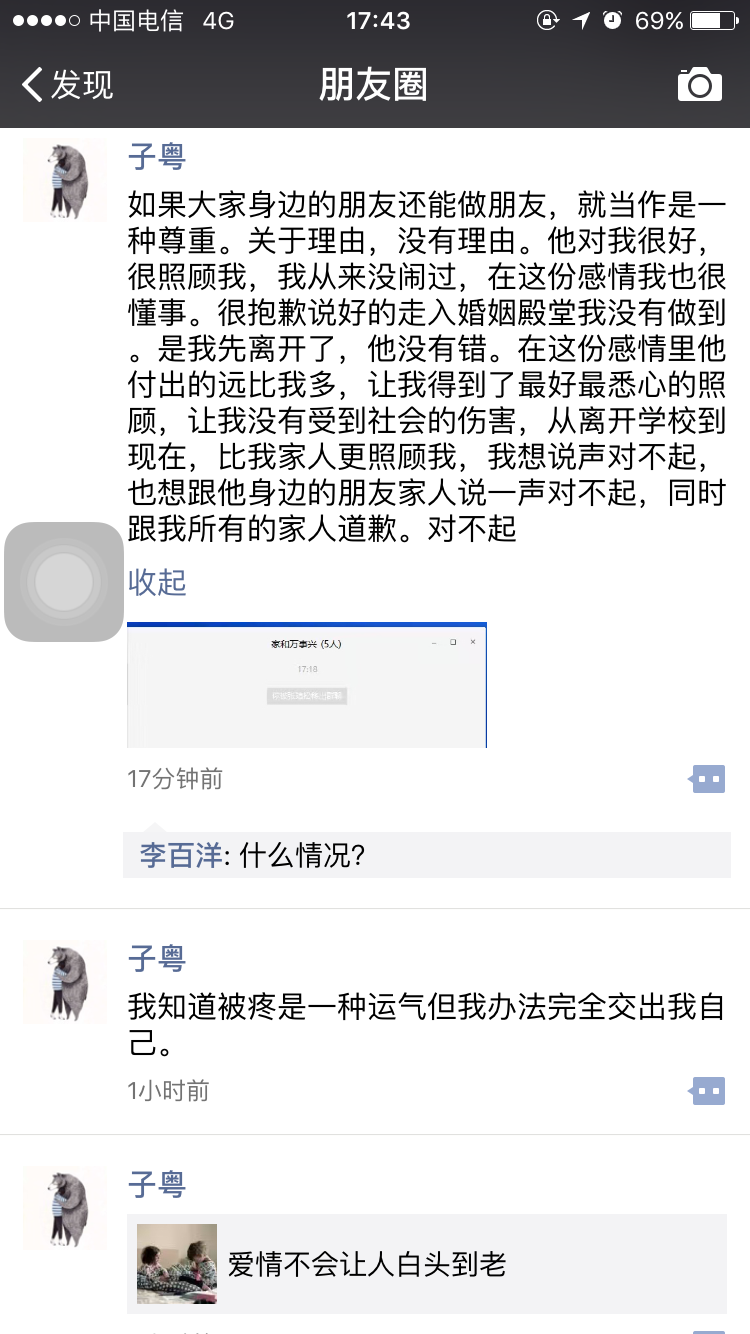 中国电信 4G 17:43 69%
发现 朋友圈
子粤
如果大家身边的朋友还能做朋友，就当作是一
种尊重。关于理由，没有理由。他对我很好，
很照顾我，我从来没闹过，在这份感情我也很
懂事。很抱歉说好的走入婚姻殿堂我没有做到
。是我先离开了，他没有错。在这份感情里他
付出的远比我多，让我得到了最好最悉心的照
顾，让我没有受到社会的伤害，从离开学校到
现在，比我家人更照顾我，我想说声对不起，
也想跟他身边的朋友家人说一声对不起，同时
跟我所有的家人道歉。对不起
收起
家和万事兴 (5人)
17:18
17分钟前
李百洋: 什么情况?
子粤
我知道被疼是一种运气但我办法完全交出我自
己。
1小时前
子粤
爱情不会让人白头到老